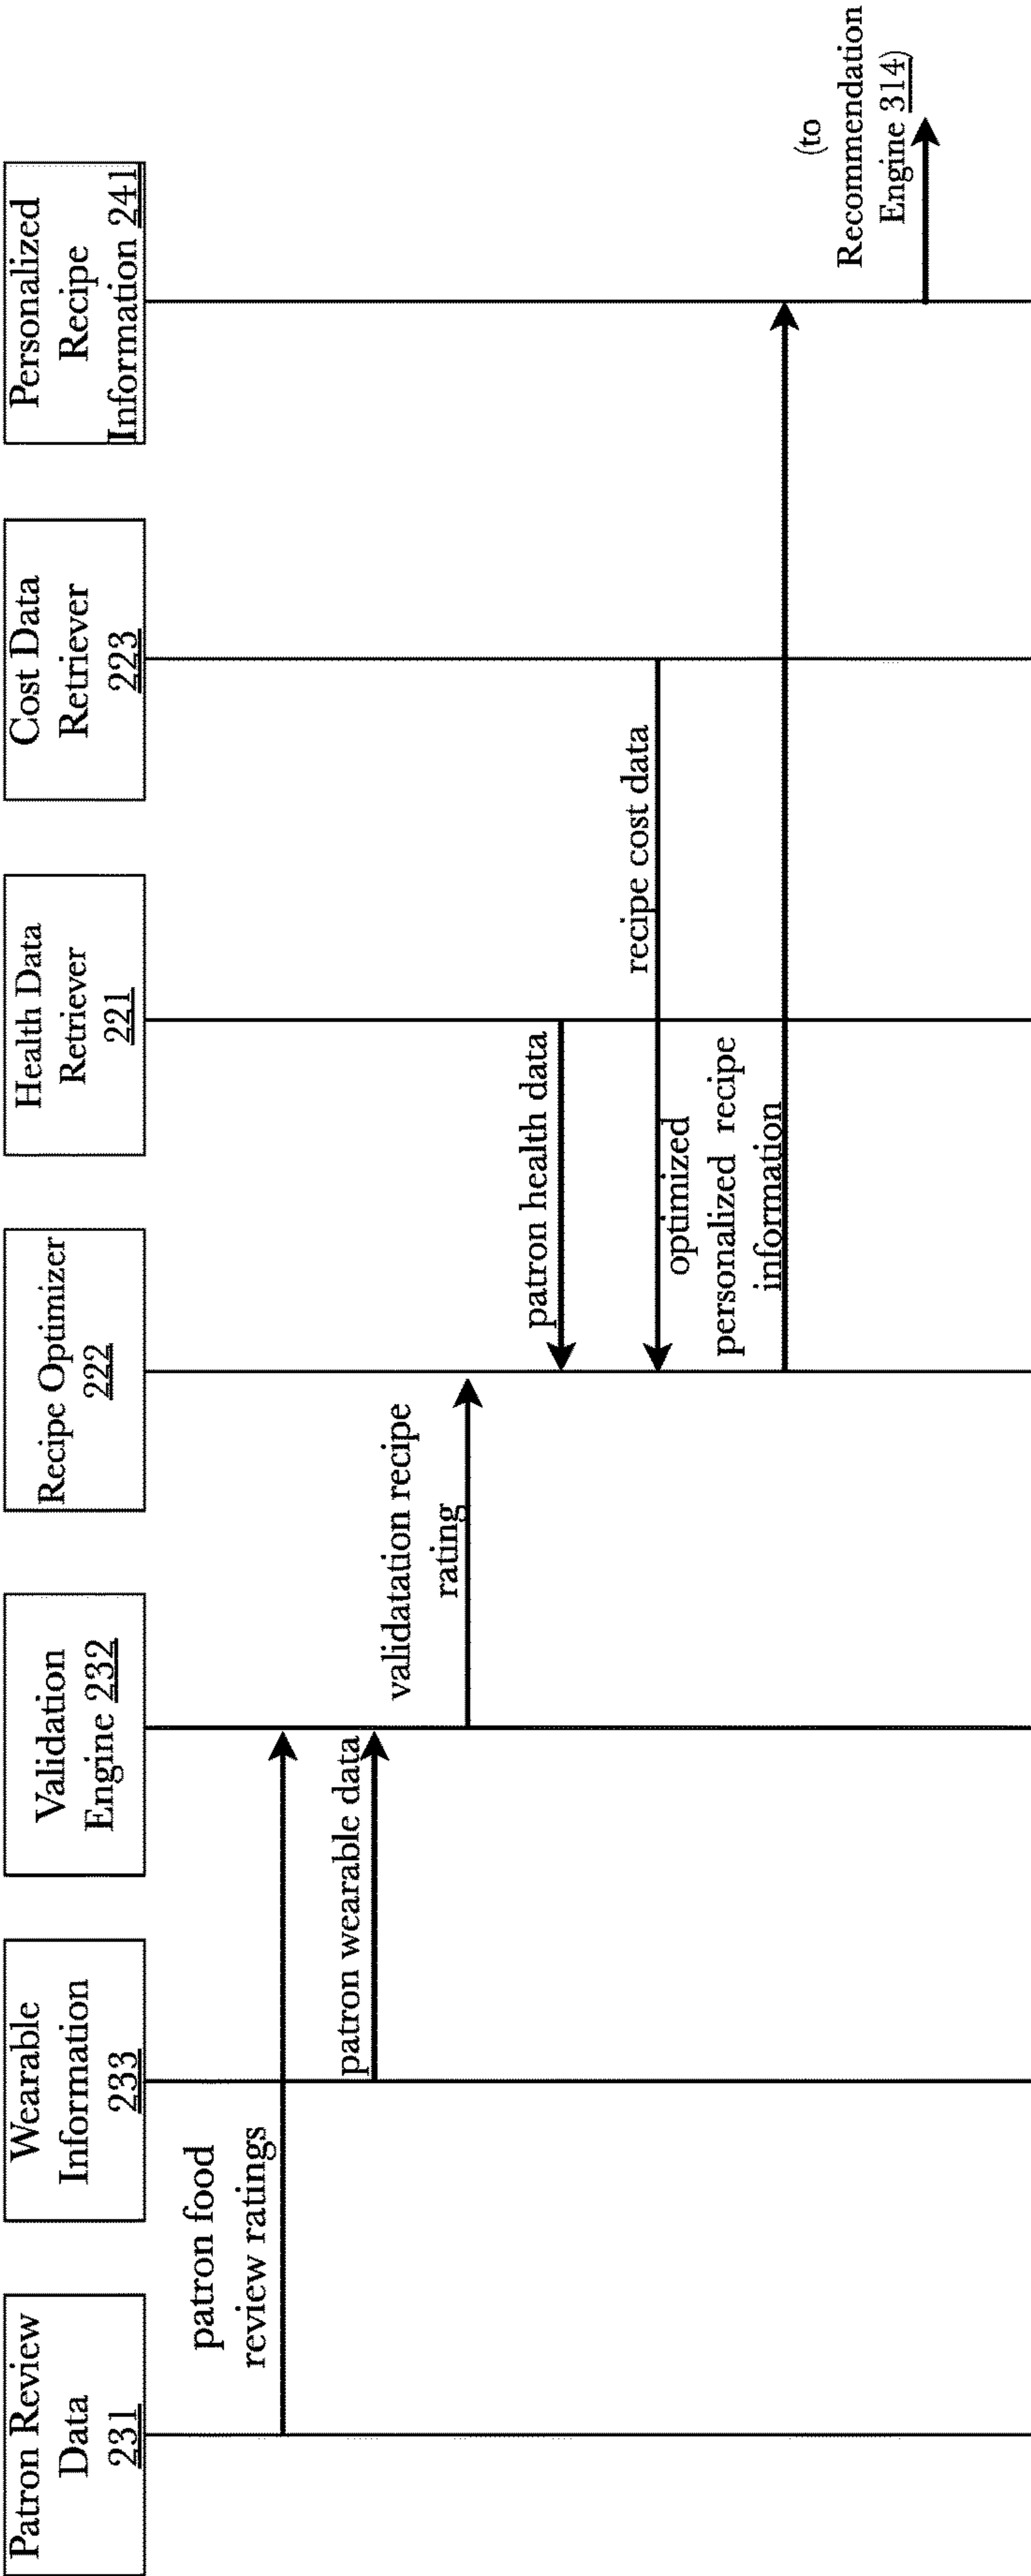 Patron Review
Data
231
Wearable
Information
233
Validation
Engine 232
Recipe Optimizer
222
Health Data
Retriever
221
Cost Data
Retriever
223
Personalized
Recipe
Information 241
patron food
review ratings
patron wearable data
validatation recipe
rating
patron health data
recipe cost data
optimized
personalized recipe
information
(to
Recommendation
Engine 314)